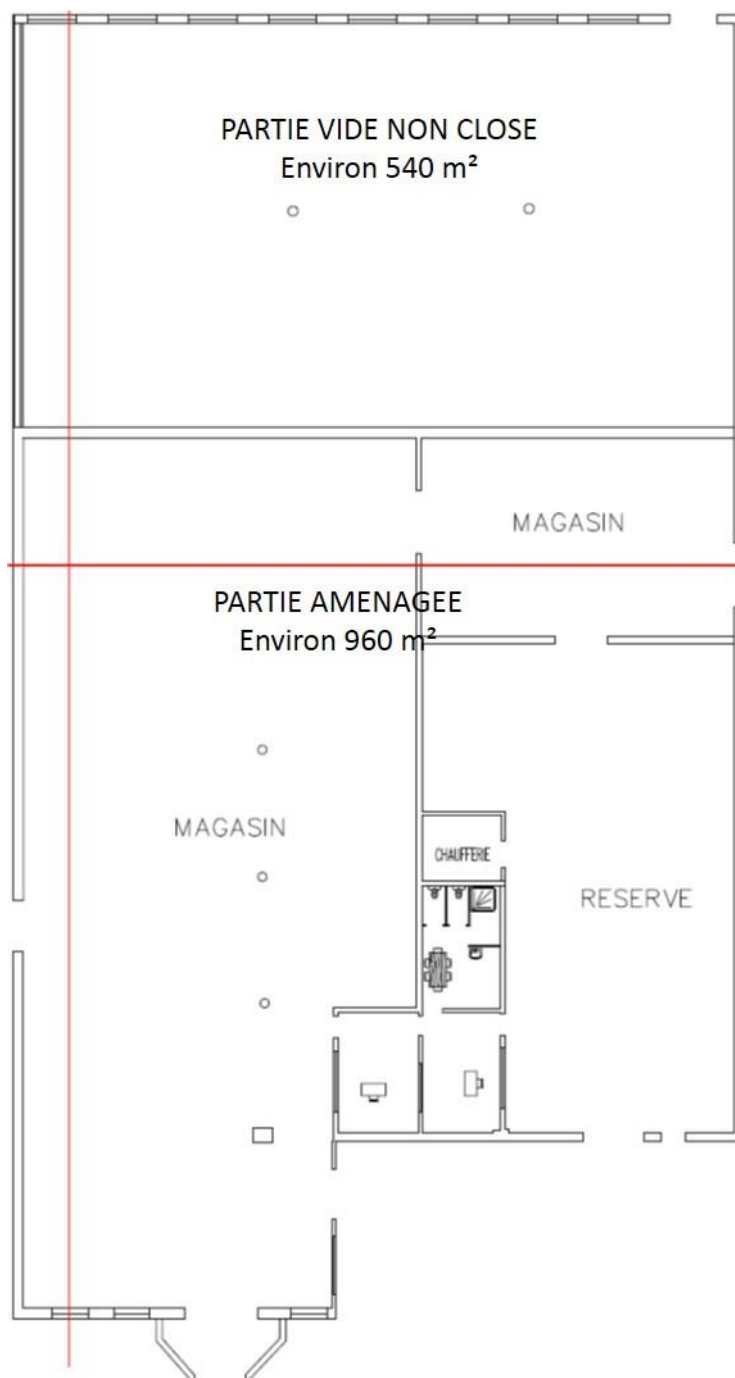 PARTIE VIDE NON CLOSE
Environ 540 m²
MAGASIN
PARTIE AMENAGEE
Environ 960 m²
MAGASIN
CHAUFFERIE
RESERVE